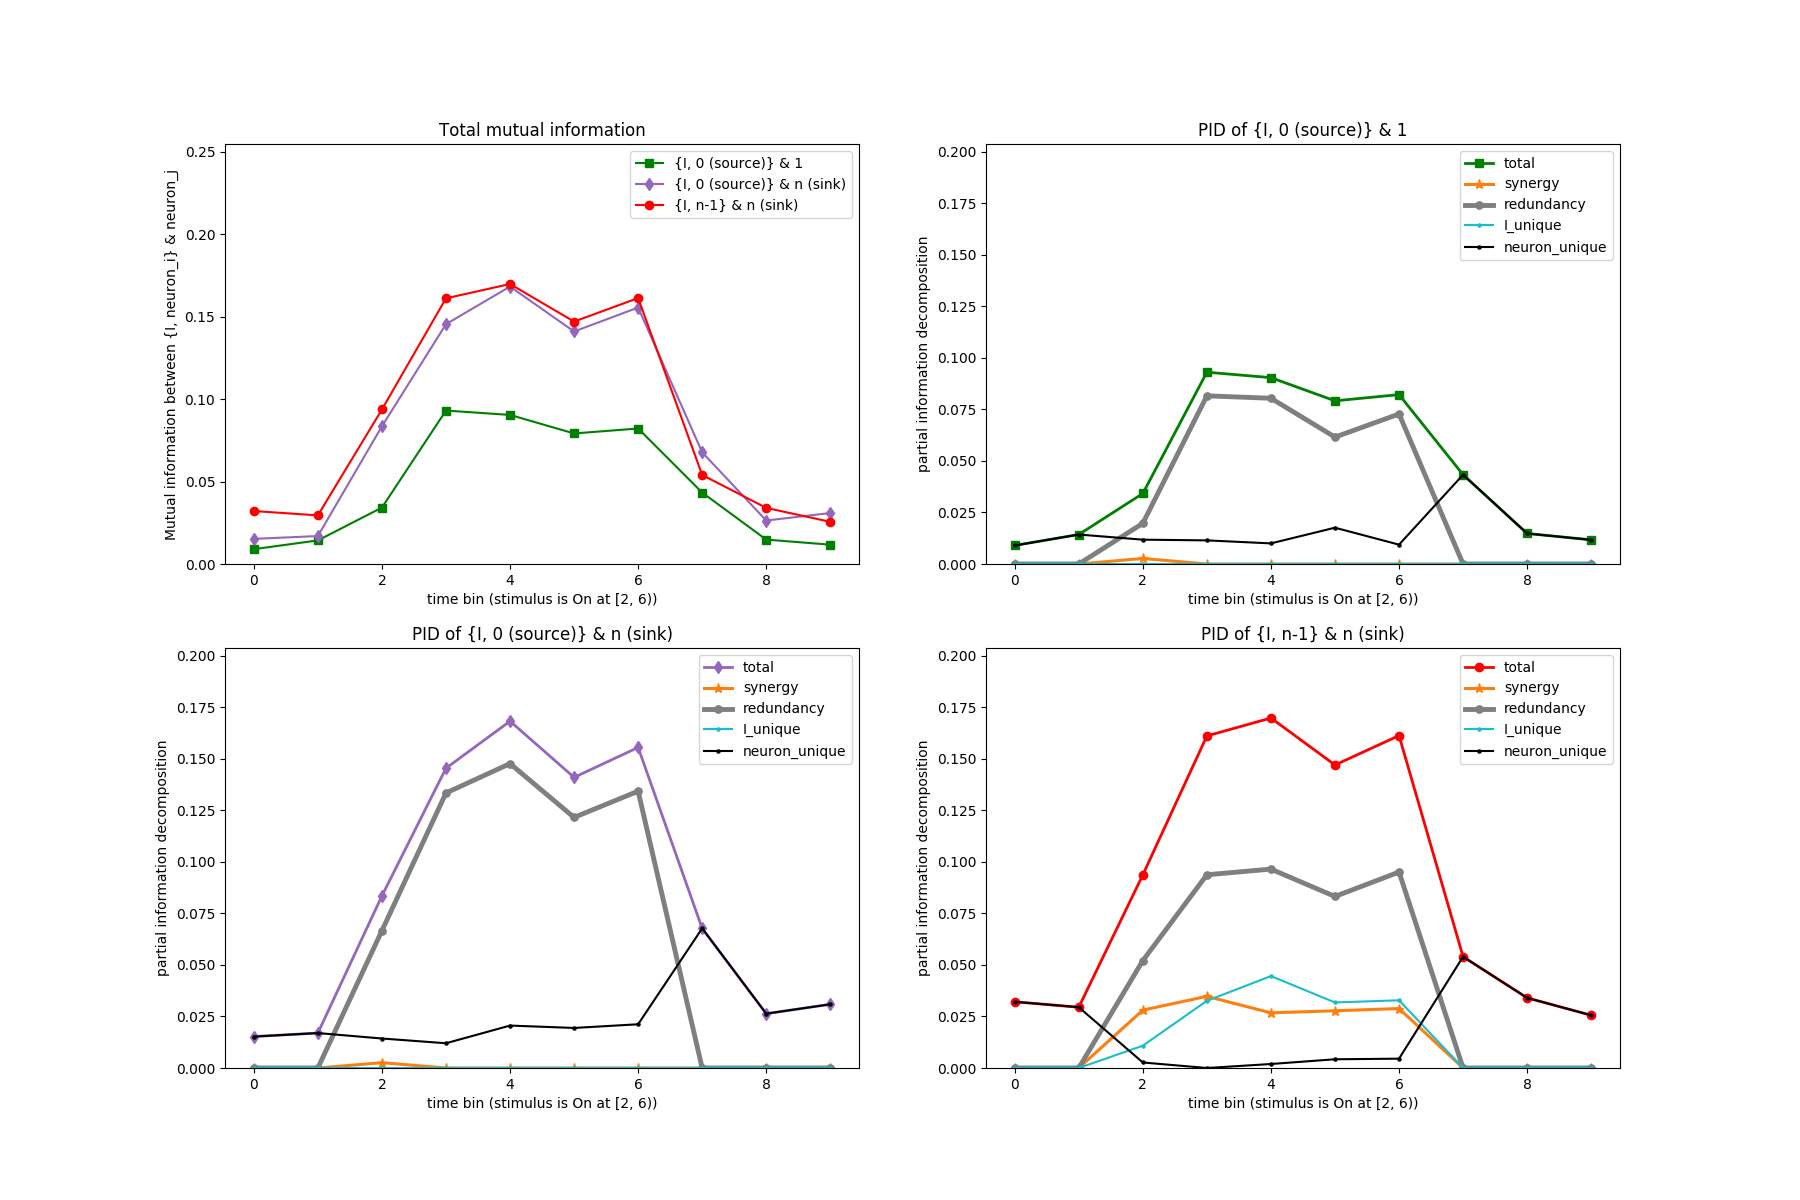 Total mutual information
Mutual information between {I, neuron_i} & neuron_j
0.25
0.20
0.15
0.10
0.05
0.00
{I, 0 (source)} & 1
{I, 0 (source)} & n (sink)
{I, n-1} & n (sink)
0 2 4 6 8
time bin (stimulus is On at [2, 6))
PID of {I, 0 (source)} & 1
partial information decomposition
0.200
0.175
0.150
0.125
0.100
0.075
0.050
0.025
0.000
total
synergy
redundancy
I_unique
neuron_unique
0 2 4 6 8
time bin (stimulus is On at [2, 6))
PID of {I, 0 (source)} & n (sink)
partial information decomposition
0.200
0.175
0.150
0.125
0.100
0.075
0.050
0.025
0.000
total
synergy
redundancy
I_unique
neuron_unique
0 2 4 6 8
time bin (stimulus is On at [2, 6))
PID of {I, n-1} & n (sink)
partial information decomposition
0.200
0.175
0.150
0.125
0.100
0.075
0.050
0.025
0.000
total
synergy
redundancy
I_unique
neuron_unique
0 2 4 6 8
time bin (stimulus is On at [2, 6))